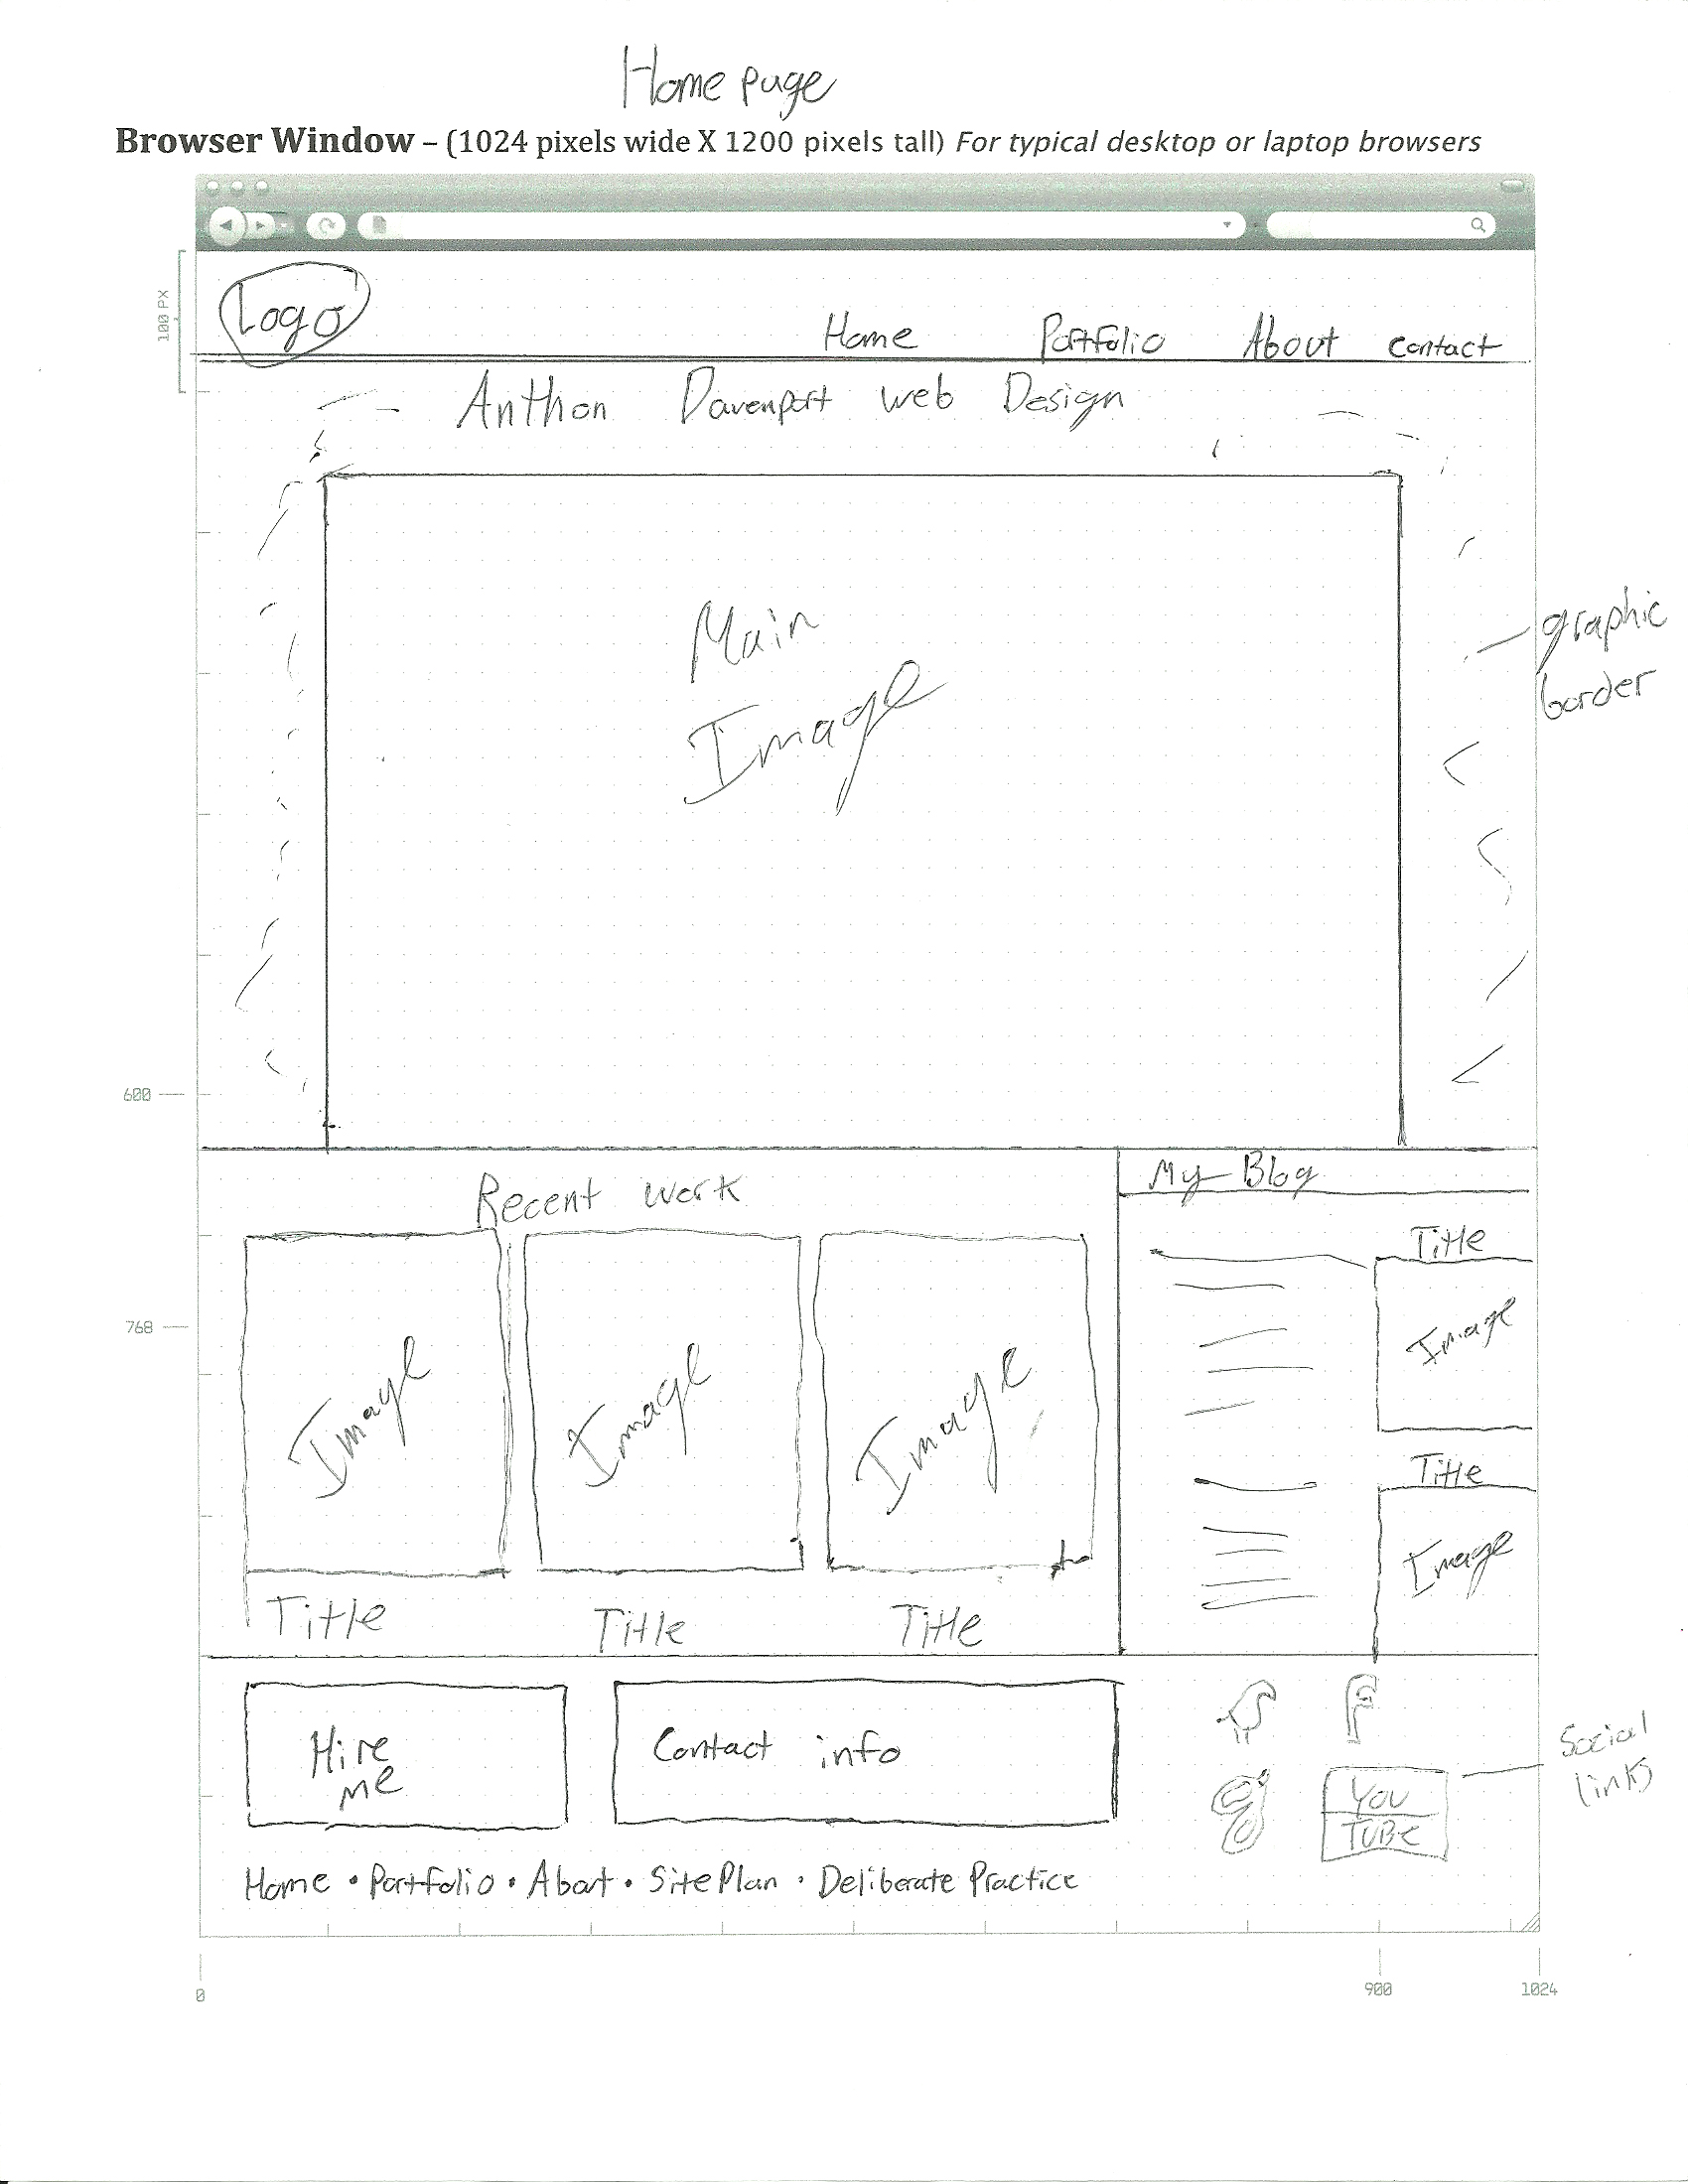 Home page
Browser Window – (1024 pixels wide X 1200 pixels tall) For typical desktop or laptop browsers
100 PX
Logo
Home Portfolio About contact
Anthon Davenport web Design
Main
Image
graphic
border
600
Recent work
My Blog
Title
Image
768
Image Image Image
Title
Image
Title Title Title
Hire
me
Contact info
Social
links
g
YOU
TUBE
Home • Portfolio • About • Site Plan • Deliberate Practice
0 900 1024